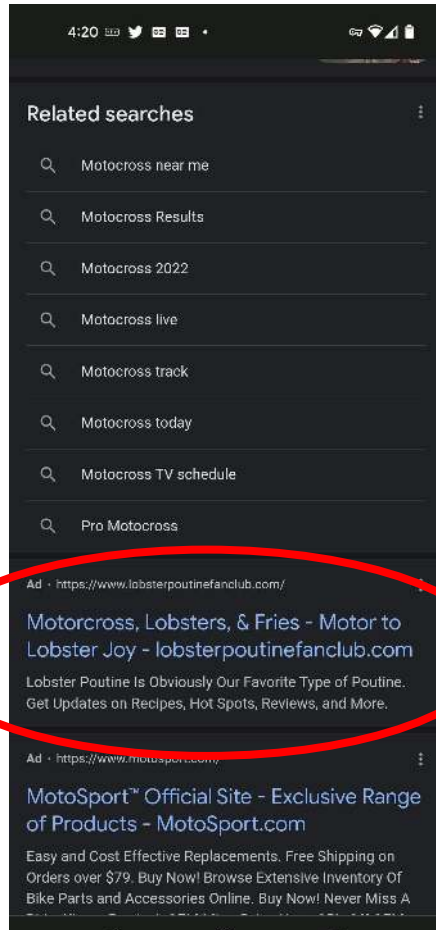 4:20
Related searches
Motocross near me
Motocross Results
Motocross 2022
Motocross live
Motocross track
Motocross today
Motocross TV schedule
Pro Motocross
Ad · https://www.lobsterpoutinefanclub.com/
Motorcross, Lobsters, & Fries - Motor to
Lobster Joy - lobsterpoutinefanclub.com
Lobster Poutine Is Obviously Our Favorite Type of Poutine.
Get Updates on Recipes, Hot Spots, Reviews, and More.
Ad · https://www.motosport.com/
MotoSport™ Official Site - Exclusive Range
of Products - MotoSport.com
Easy and Cost Effective Replacements. Free Shipping on
Orders over $79. Buy Now! Browse Extensive Inventory Of
Bike Parts and Accessories Online. Buy Now! Never Miss A